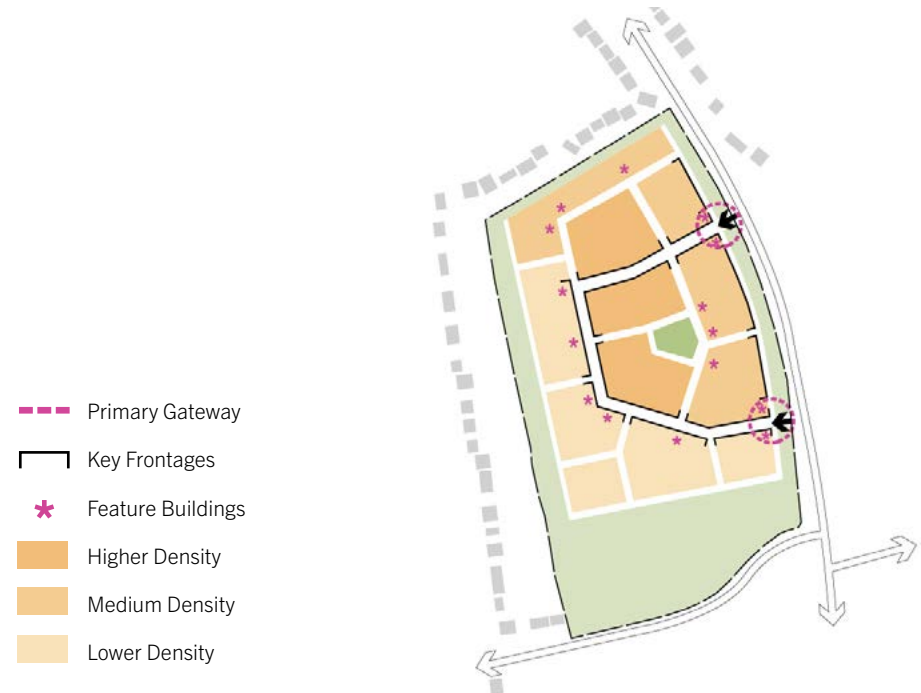 Primary Gateway
Key Frontages
Feature Buildings
Higher Density
Medium Density
Lower Density